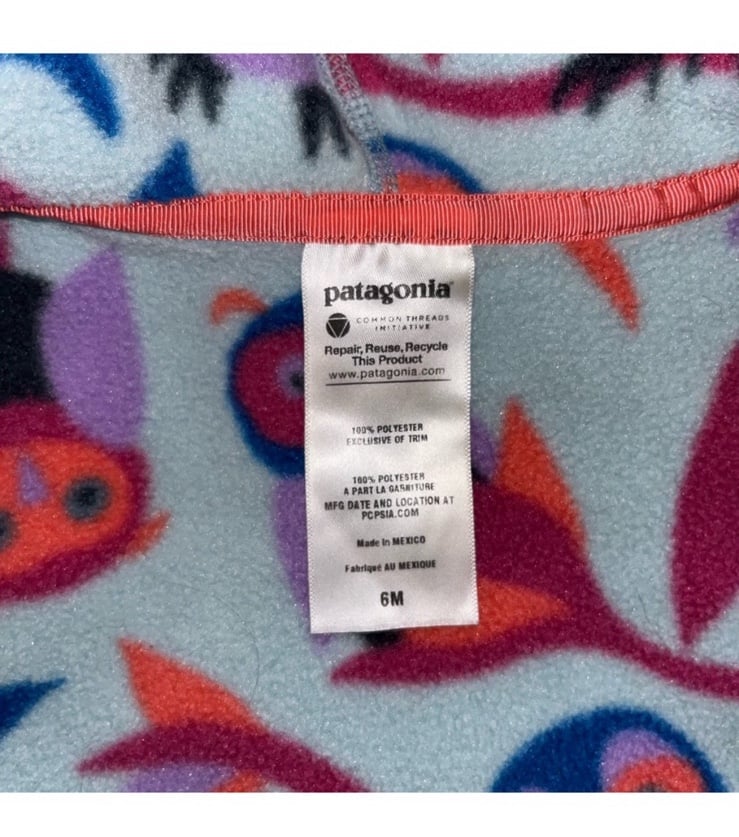 patagonia
COMMON THREADS
INITIATIVE
Repair, Reuse, Recycle
This Product
www.patagonia.com
100% POLYESTER
EXCLUSIVE OF TRIM
100% POLYESTER
A PART LA GARNITURE
MFG DATE AND LOCATION AT
PCPSIA.COM
Made in MEXICO
Fabriqué AU MEXIQUE
6M